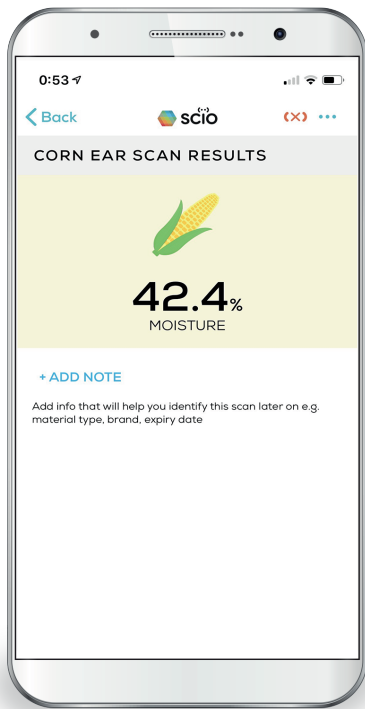 0:53
Back
scio
CORN EAR SCAN RESULTS
42.4%
MOISTURE
+ ADD NOTE
Add info that will help you identify this scan later on e.g.
material type, brand, expiry date